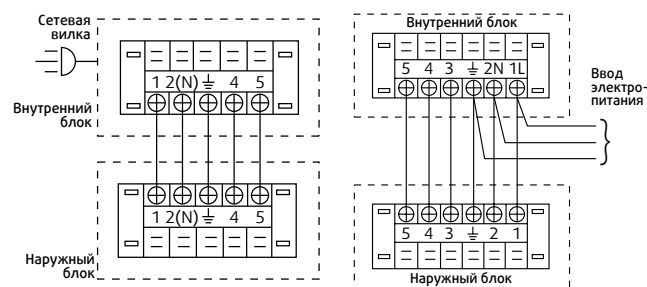 Сетевая
вилка
1 2(N) ⏚ 4 5
Внутренний
блок
1 2(N) ⏚ 4 5
Наружный
блок
Внутренний блок
5 4 3 ⏚ 2N 1L
Ввод
электро-
питания
5 4 3 ⏚ 2 1
Наружный блок